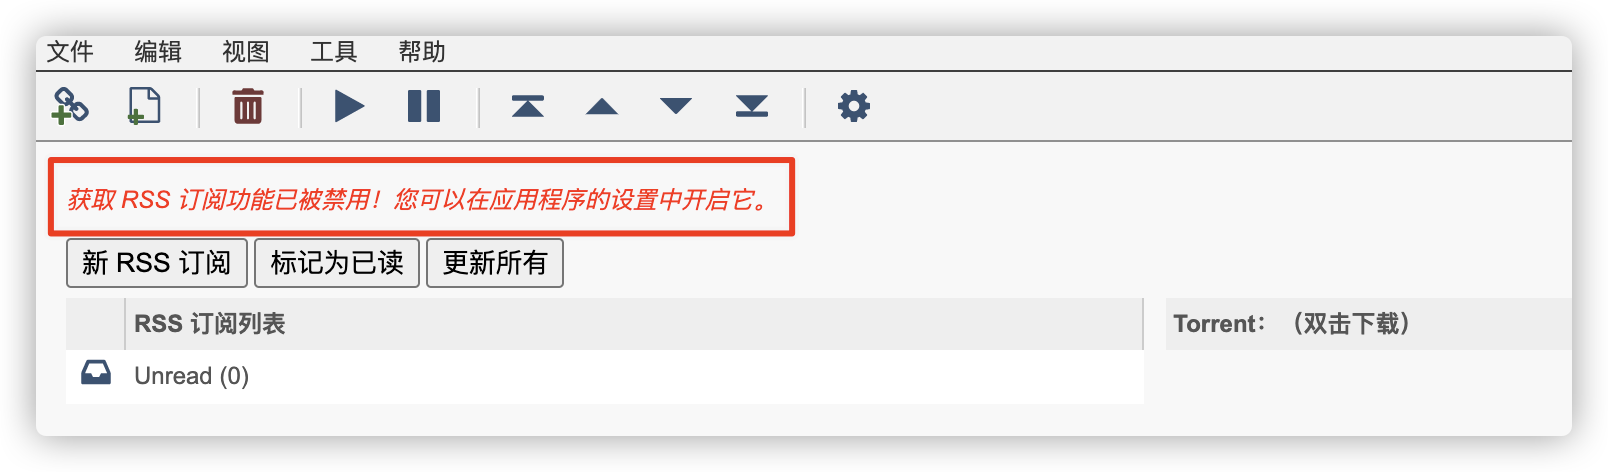 文件 编辑 视图 工具 帮助
获取 RSS 订阅功能已被禁用！您可以在应用程序的设置中开启它。
新 RSS 订阅 标记为已读 更新所有
RSS 订阅列表 Torrent：（双击下载）
Unread (0)